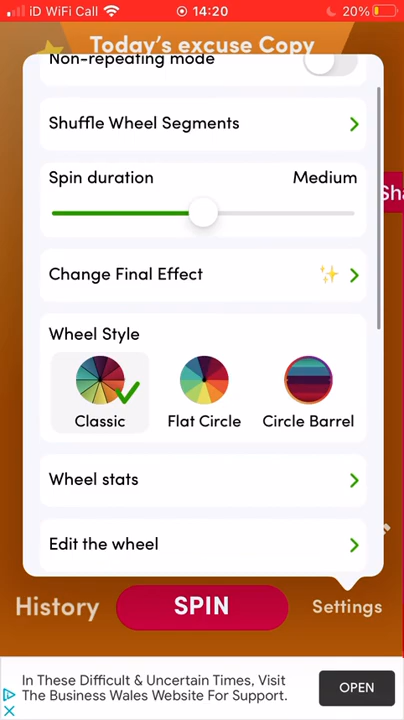 iD WiFi Call 14:20 20%
Today's excuse Copy
Non-repeating mode
Shuffle Wheel Segments
Spin duration Medium
Sha
Change Final Effect
Wheel Style
Classic Flat Circle Circle Barrel
Wheel stats
Edit the wheel
History SPIN Settings
In These Difficult & Uncertain Times, Visit
The Business Wales Website For Support.
OPEN